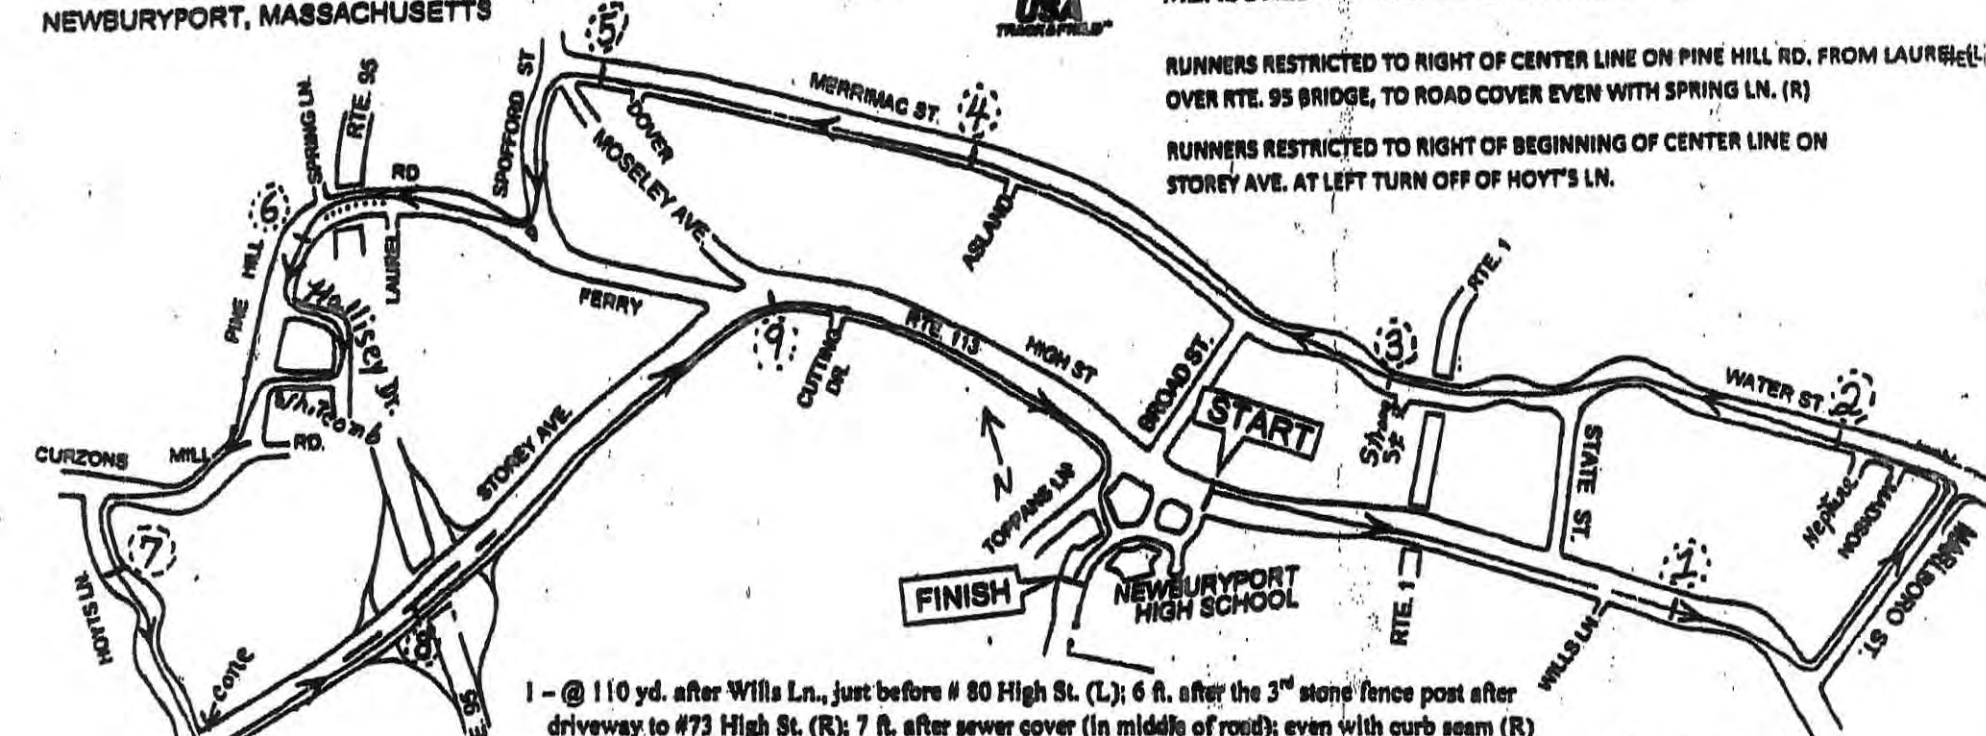 NEWBURYPORT, MASSACHUSETTS
USA
TRACK&FIELD
RUNNERS RESTRICTED TO RIGHT OF CENTER LINE ON PINE HILL RD. FROM LAUREL
OVER RTE. 95 BRIDGE, TO ROAD COVER EVEN WITH SPRING LN. (R)
RUNNERS RESTRICTED TO RIGHT OF BEGINNING OF CENTER LINE ON
STOREY AVE. AT LEFT TURN OFF OF HOYT'S LN.
5
SPOFFORD ST
MERRIMAC ST.
4
SPRING LN.
RTE. 95
DOVER
MOSELEY AVE.
RD
6
PINE HILL
LAUREL
ASLAND
RTE. 1
FERRY
Hallisey Dr.
9
CUTTING
DR.
RTE. 113
HIGH ST
BROAD ST.
3
WATER ST.
2
START
N
Whitcomb
RD.
CURZONS MILL
STOREY AVE.
TOPPANS LN
STATE ST.
Neptune
MADISON
MARLBORO ST.
7
HOYTS LN
FINISH
NEWBURYPORT
HIGH SCHOOL
RTE. 1
1
WILLS LN
8
cone
1 – @ 110 yd. after Wills Ln., just before # 80 High St. (L); 6 ft. after the 3rd stone fence post after
driveway to #73 High St. (R); 7 ft. after sewer cover (in middle of road); even with curb seam (R)